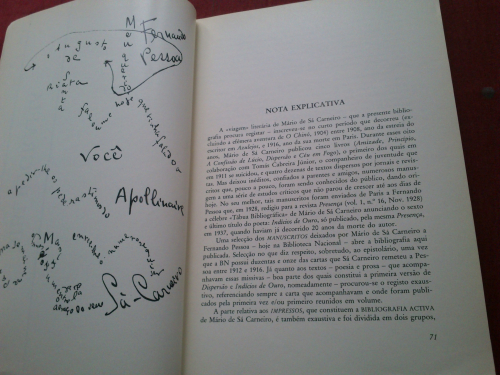 Fernando
Pessoa
Você
Apollinaire
Sá-Carneiro
NOTA EXPLICATIVA
A «viagem» literária de Mário de Sá Carneiro – que a presente biblio-
grafia procura registar – inscreve-se no curto período que decorreu (ex-
cluindo a efémera aventura de O Chinó, 1904) entre 1908, ano da estreia do
escritor em Azulejos, e 1916, ano da sua morte em Paris. Durante esses oito
anos, Mário de Sá Carneiro publicou cinco livros (Amizade, Princípio,
A Confissão de Lúcio, Dispersão e Céu em Fogo), o primeiro dos quais em
colaboração com Tomás Cabreira Júnior, o companheiro de juventude que
em 1911 se suicidou, e quatro dezenas de textos dispersos por jornais e revis-
tas. Mas muitos inéditos, confiados a parentes e amigos, numerosos manus-
critos que, pouco a pouco, foram sendo conhecidos do público, dando ori-
gem a uma série de estudos críticos que não parou de crescer até aos dias de
hoje. Os melhores, tais manuscritos foram enviados de Paris a Fernando
Pessoa que, em 1928, redigiu para a revista Presença (vol. 1, n.º 16, Nov. 1928)
a célebre «Tábua Bibliográfica» de Mário de Sá Carneiro anunciando o texto
e último título do poeta: Indícios de Oiro, só publicado, pela mesma Presença,
em 1937, quando haviam já decorrido 20 anos da morte do autor.
Uma selecção dos MANUSCRITOS deixados por Mário de Sá Carneiro a
Fernando Pessoa – hoje na Biblioteca Nacional – abre a bibliografia aqui
publicada. Selecção no que diz respeito, sobretudo, ao epistolário, uma vez
que a BN possui duzentas e onze das cartas que Sá Carneiro remeteu a Pes-
soa entre 1912 e 1916. Já quanto aos textos – poesia e prosa – que acompa-
nhavam essas missivas – boa parte dos quais constitui a primeira versão de
Dispersão e Indícios de Ouro, nomeadamente – procurou-se o registo exaus-
tivo, referenciando sempre a carta que acompanhavam e onde foram publi-
cados pela primeira vez e/ou primeiro reunidos em volume.
A parte relativa aos IMPRESSOS, que constituem a BIBLIOGRAFIA ACTIVA
de Mário de Sá Carneiro, é também exaustiva e foi dividida em dois grupos,
71